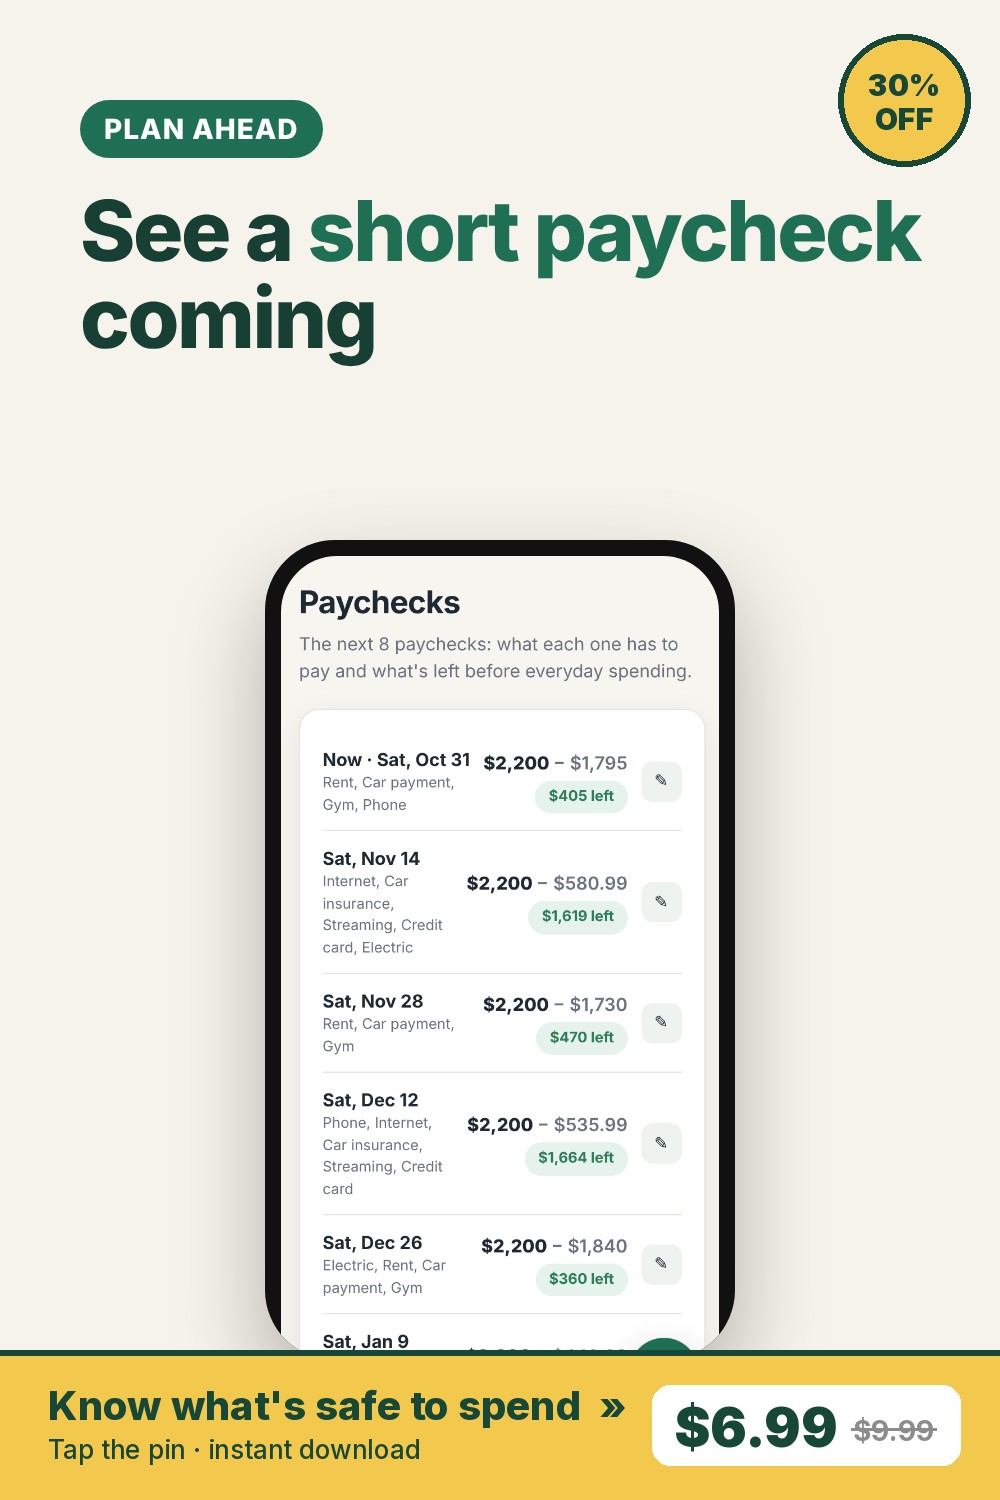 30%
OFF
PLAN AHEAD
See a short paycheck
coming
Paychecks
The next 8 paychecks: what each one has to
pay and what's left before everyday spending.
Now · Sat, Oct 31
Rent, Car payment,
Gym, Phone
$2,200 – $1,795
$405 left
Sat, Nov 14
Internet, Car
insurance,
Streaming, Credit
card, Electric
$2,200 – $580.99
$1,619 left
Sat, Nov 28
Rent, Car payment,
Gym
$2,200 – $1,730
$470 left
Sat, Dec 12
Phone, Internet,
Car insurance,
Streaming, Credit
card
$2,200 – $535.99
$1,664 left
Sat, Dec 26
Electric, Rent, Car
payment, Gym
$2,200 – $1,840
$360 left
Sat, Jan 9
Know what's safe to spend »
Tap the pin · instant download
$6.99 $9.99